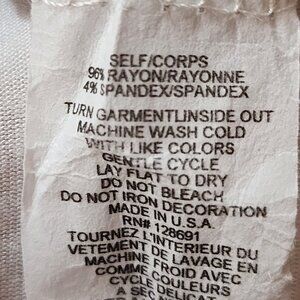 SELF/CORPS
96% RAYON/RAYONNE
4% SPANDEX/SPANDEX
TURN GARMENT INSIDE OUT
MACHINE WASH COLD
WITH LIKE COLORS
GENTLE CYCLE
LAY FLAT TO DRY
DO NOT BLEACH
DO NOT IRON DECORATION
MADE IN U.S.A.
RN# 128691
TOURNEZ L'INTERIEUR DU
VETEMENT DE LAVAGE EN
MACHINE FROID AVEC
COMME COULEURS
CYCLE DELICAT